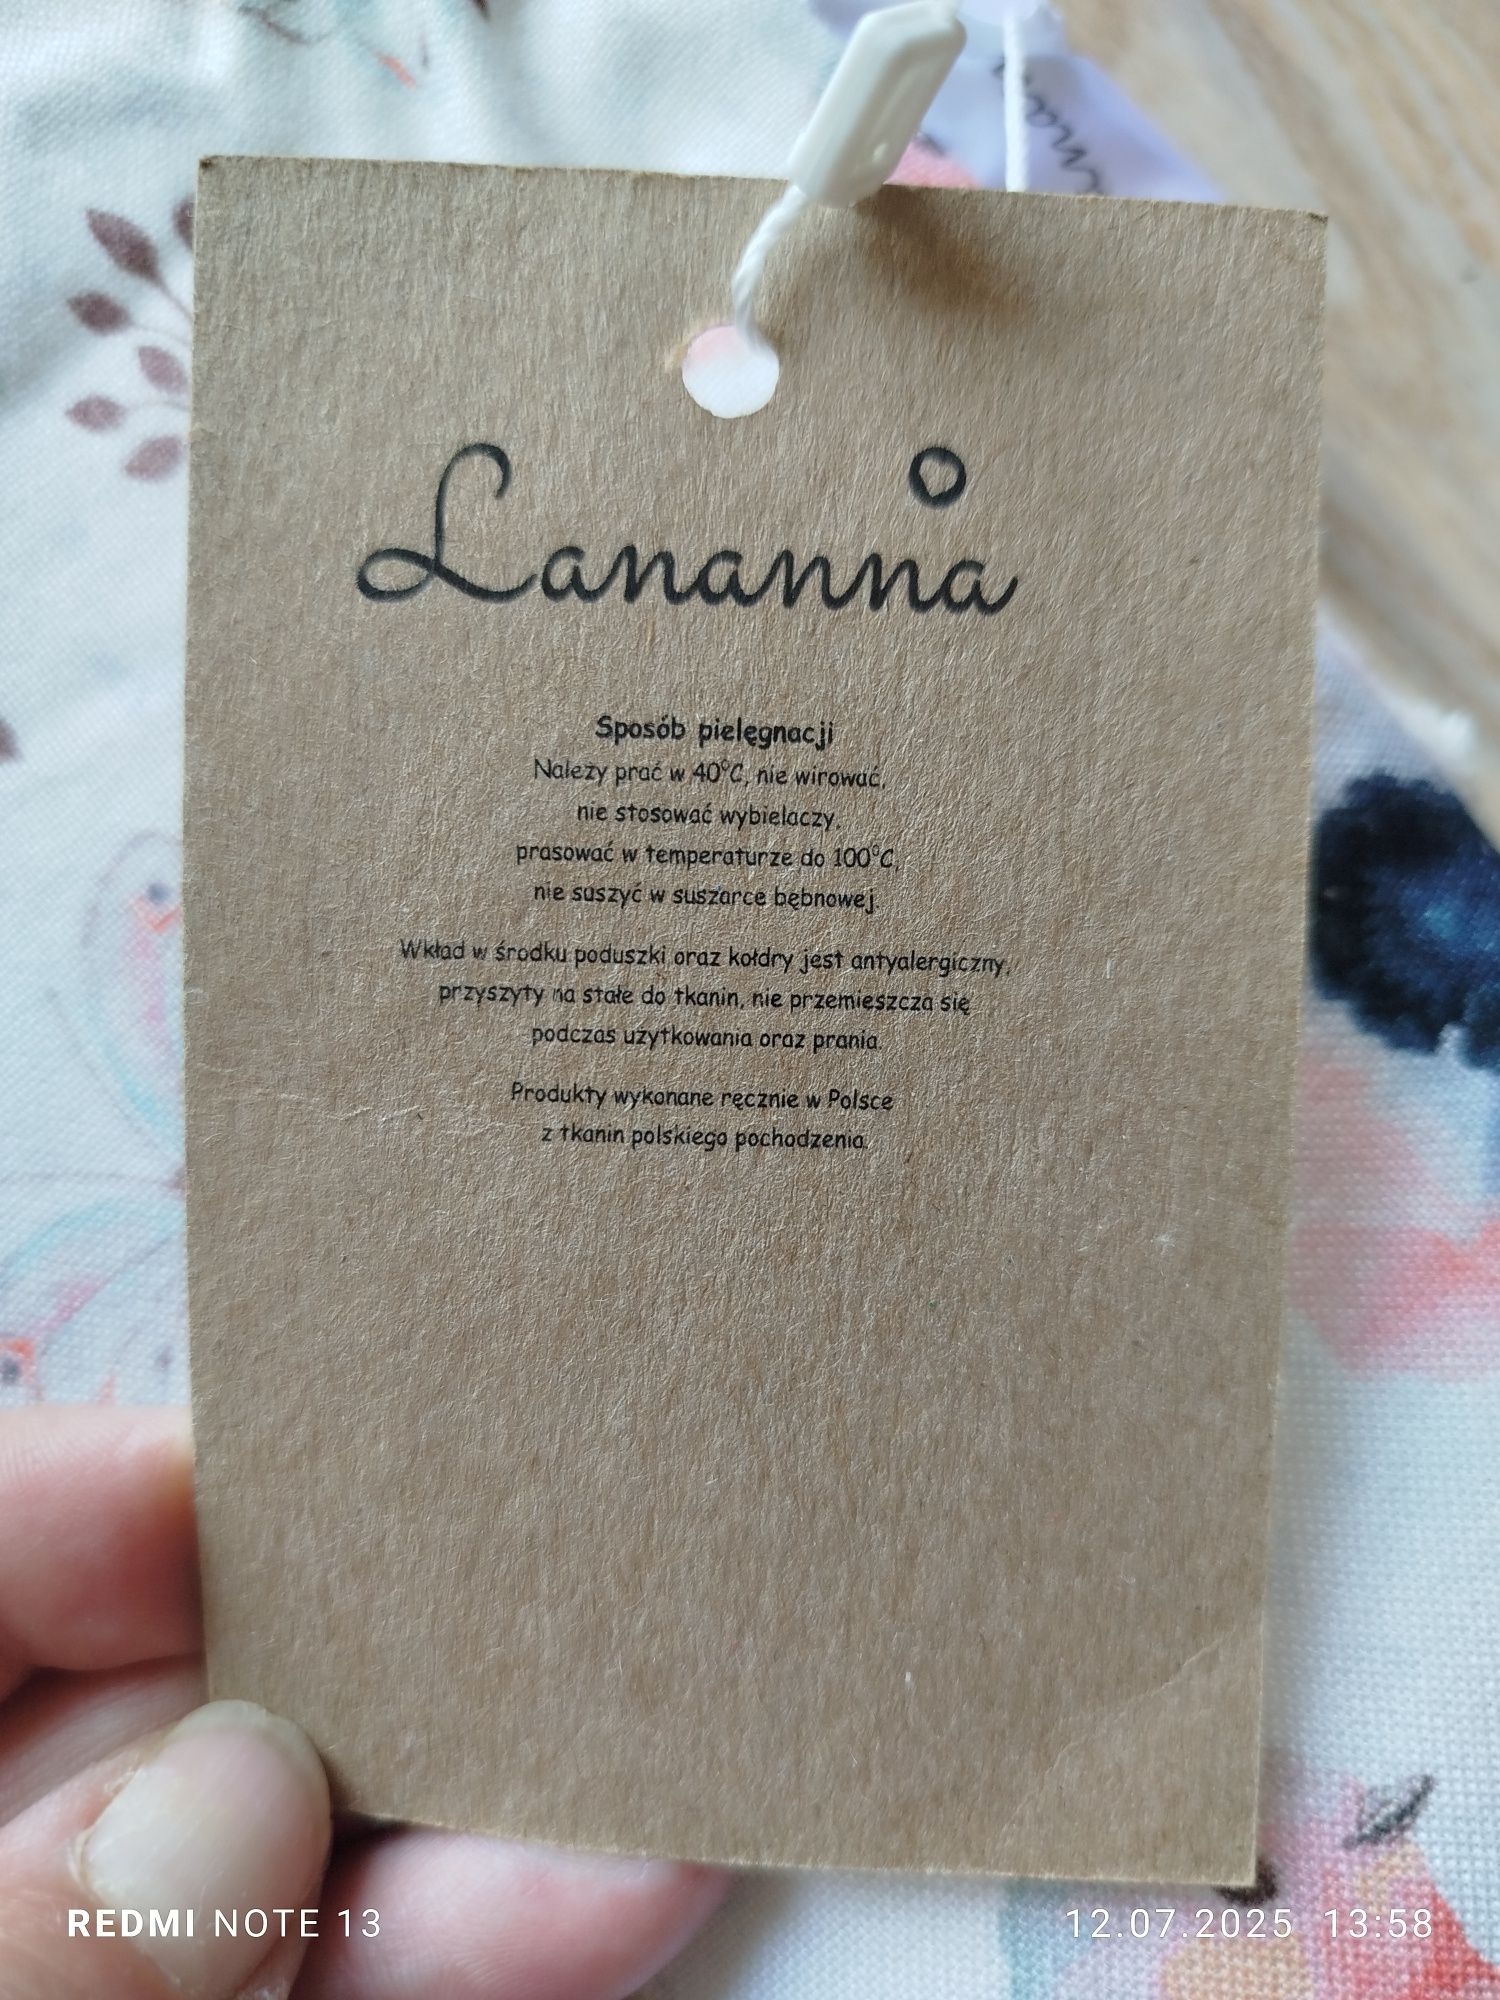 Lananna
Sposób pielęgnacji
Należy prać w 40°C, nie wirować,
nie stosować wybielaczy,
prasować w temperaturze do 100°C,
nie suszyć w suszarce bębnowej.
Wkład w środku poduszki oraz kołdry jest antyalergiczny,
przyszyty na stałe do tkanin, nie przemieszcza się
podczas użytkowania oraz prania.
Produkty wykonane ręcznie w Polsce
z tkanin polskiego pochodzenia.
REDMI NOTE 13
12.07.2025 13:58